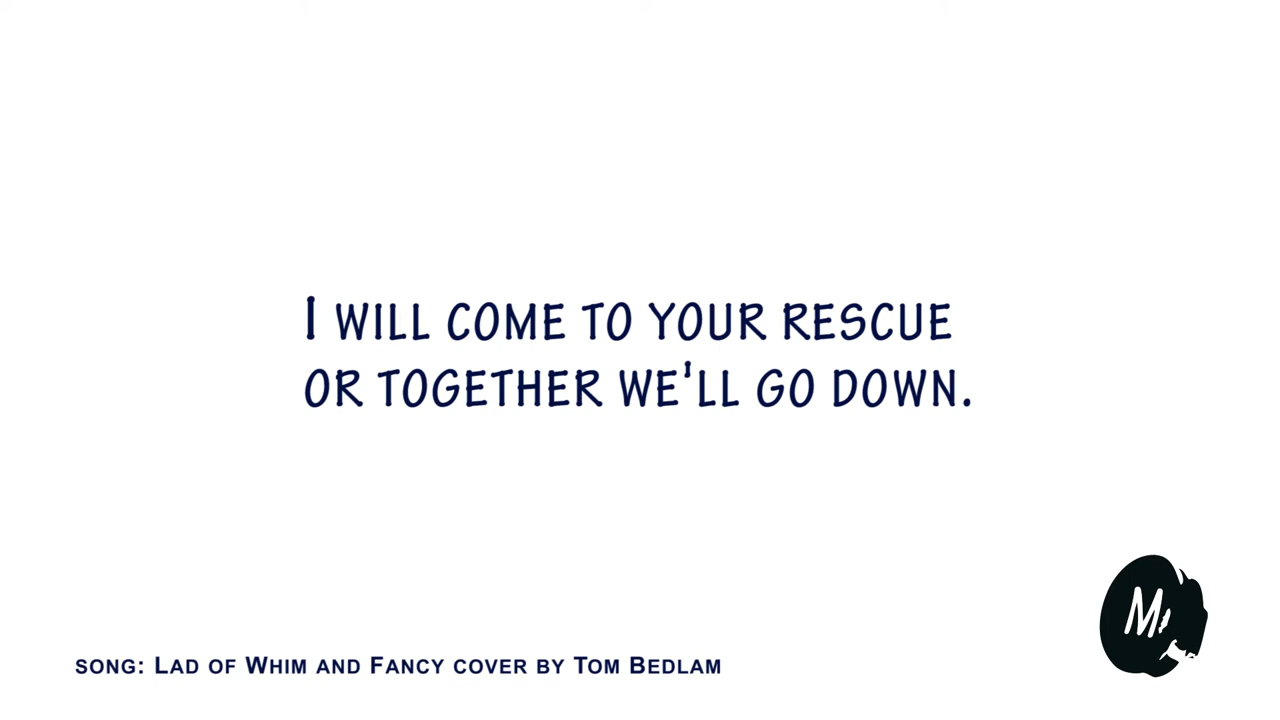 I WILL COME TO YOUR RESCUE
OR TOGETHER WE'LL GO DOWN.
M
SONG: LAD OF WHIM AND FANCY COVER BY TOM BEDLAM